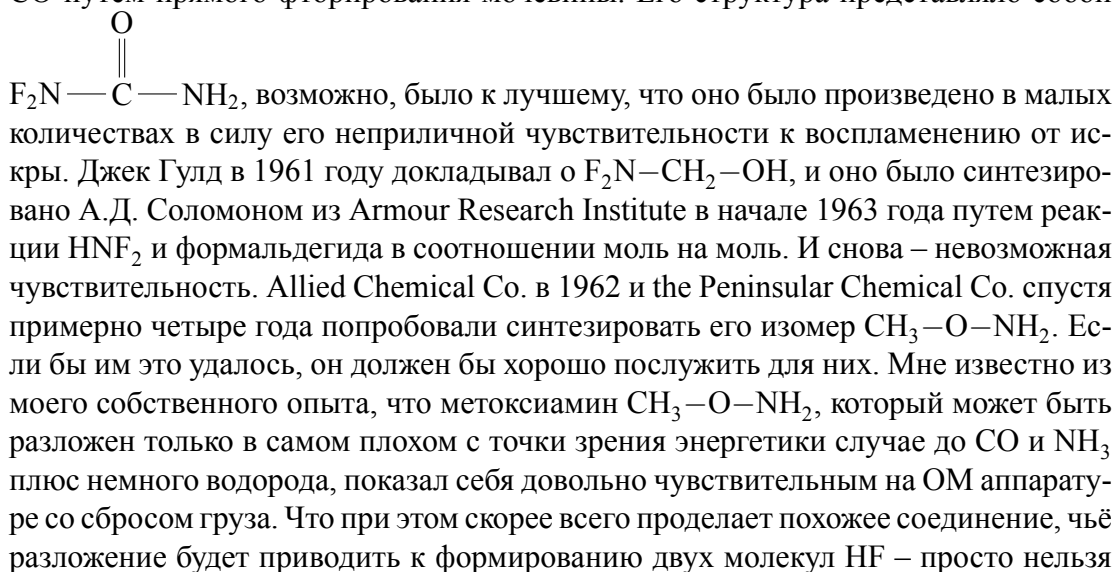 СО путём прямого фторирования мочевины. Его структура представляло собой
O
||
F₂N — C — NH₂, возможно, было к лучшему, что оно было произведено в малых
количествах в силу его неприличной чувствительности к воспламенению от ис-
кры. Джек Гулд в 1961 году докладывал о F₂N–CH₂–OH, и оно было синтезиро-
вано А.Д. Соломоном из Armour Research Institute в начале 1963 года путем реак-
ции HNF₂ и формальдегида в соотношении моль на моль. И снова – невозможная
чувствительность. Allied Chemical Co. в 1962 и the Peninsular Chemical Co. спустя
примерно четыре года попробовали синтезировать его изомер CH₃–O–NH₂. Ес-
ли бы им это удалось, он должен бы хорошо послужить для них. Мне известно из
моего собственного опыта, что метоксиамин CH₃–O–NH₂, который может быть
разложен только в самом плохом с точки зрения энергетики случае до CO и NH₃
плюс немного водорода, показал себя довольно чувствительным на ОМ аппарату-
ре со сбросом груза. Что при этом скорее всего проделает похожее соединение, чьё
разложение будет приводить к формированию двух молекул HF – просто нельзя